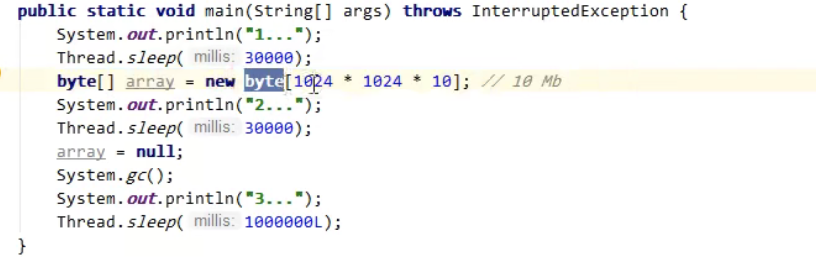 public static void main(String[] args) throws InterruptedException {
System.out.println("1...");
Thread.sleep( millis: 30000);
byte[] array = new byte[1024 * 1024 * 10]; // 10 Mb
System.out.println("2...");
Thread.sleep( millis: 30000);
array = null;
System.gc();
System.out.println("3...");
Thread.sleep( millis: 1000000L);
}